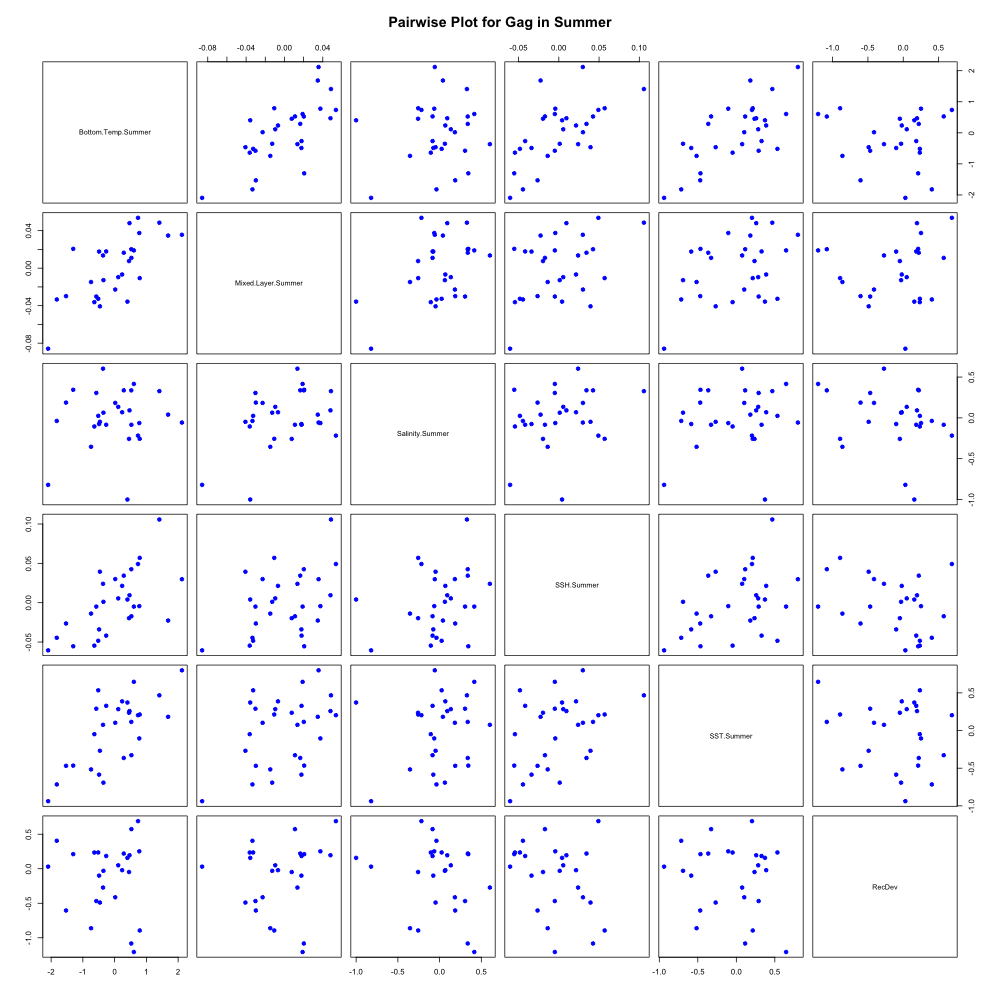 Pairwise Plot for Gag in Summer
-0.08 -0.04 0.00 0.04
-0.05 0.00 0.05 0.10
-1.0 0.0 0.5
Bottom.Temp.Summer
2 1 0 -1 -2
0.04 0.00 -0.04 -0.08
Mixed.Layer.Summer
Salinity.Summer
0.5 0.0 -0.5 -1.0
0.10 0.05 0.00 -0.05
SSH.Summer
SST.Summer
0.5 0.0 -0.5 -1.0
0.5 0.0 -0.5 -1.0
RecDev
-2 -1 0 1 2
-1.0 -0.5 0.0 0.5
-1.0 -0.5 0.0 0.5